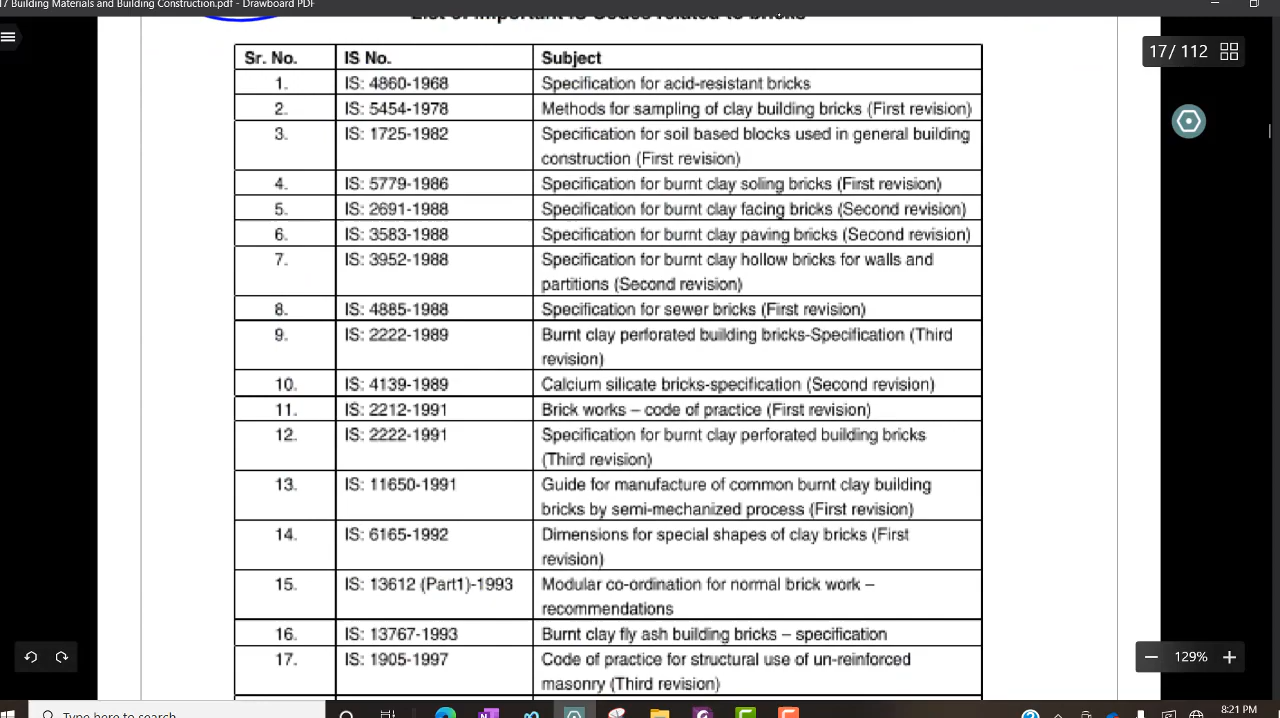 17 Building Materials and Building Construction.pdf - Drawboard PDF
List of important IS Codes related to bricks
17 / 112
Sr. No. IS No. Subject
1. IS: 4860-1968 Specification for acid-resistant bricks
2. IS: 5454-1978 Methods for sampling of clay building bricks (First revision)
3. IS: 1725-1982 Specification for soil based blocks used in general building
construction (First revision)
4. IS: 5779-1986 Specification for burnt clay soling bricks (First revision)
5. IS: 2691-1988 Specification for burnt clay facing bricks (Second revision)
6. IS: 3583-1988 Specification for burnt clay paving bricks (Second revision)
7. IS: 3952-1988 Specification for burnt clay hollow bricks for walls and
partitions (Second revision)
8. IS: 4885-1988 Specification for sewer bricks (First revision)
9. IS: 2222-1989 Burnt clay perforated building bricks-Specification (Third
revision)
10. IS: 4139-1989 Calcium silicate bricks-specification (Second revision)
11. IS: 2212-1991 Brick works – code of practice (First revision)
12. IS: 2222-1991 Specification for burnt clay perforated building bricks
(Third revision)
13. IS: 11650-1991 Guide for manufacture of common burnt clay building
bricks by semi-mechanized process (First revision)
14. IS: 6165-1992 Dimensions for special shapes of clay bricks (First
revision)
15. IS: 13612 (Part1)-1993 Modular co-ordination for normal brick work –
recommendations
16. IS: 13767-1993 Burnt clay fly ash building bricks – specification
17. IS: 1905-1997 Code of practice for structural use of un-reinforced
masonry (Third revision)
129%
Type here to search
8:21 PM